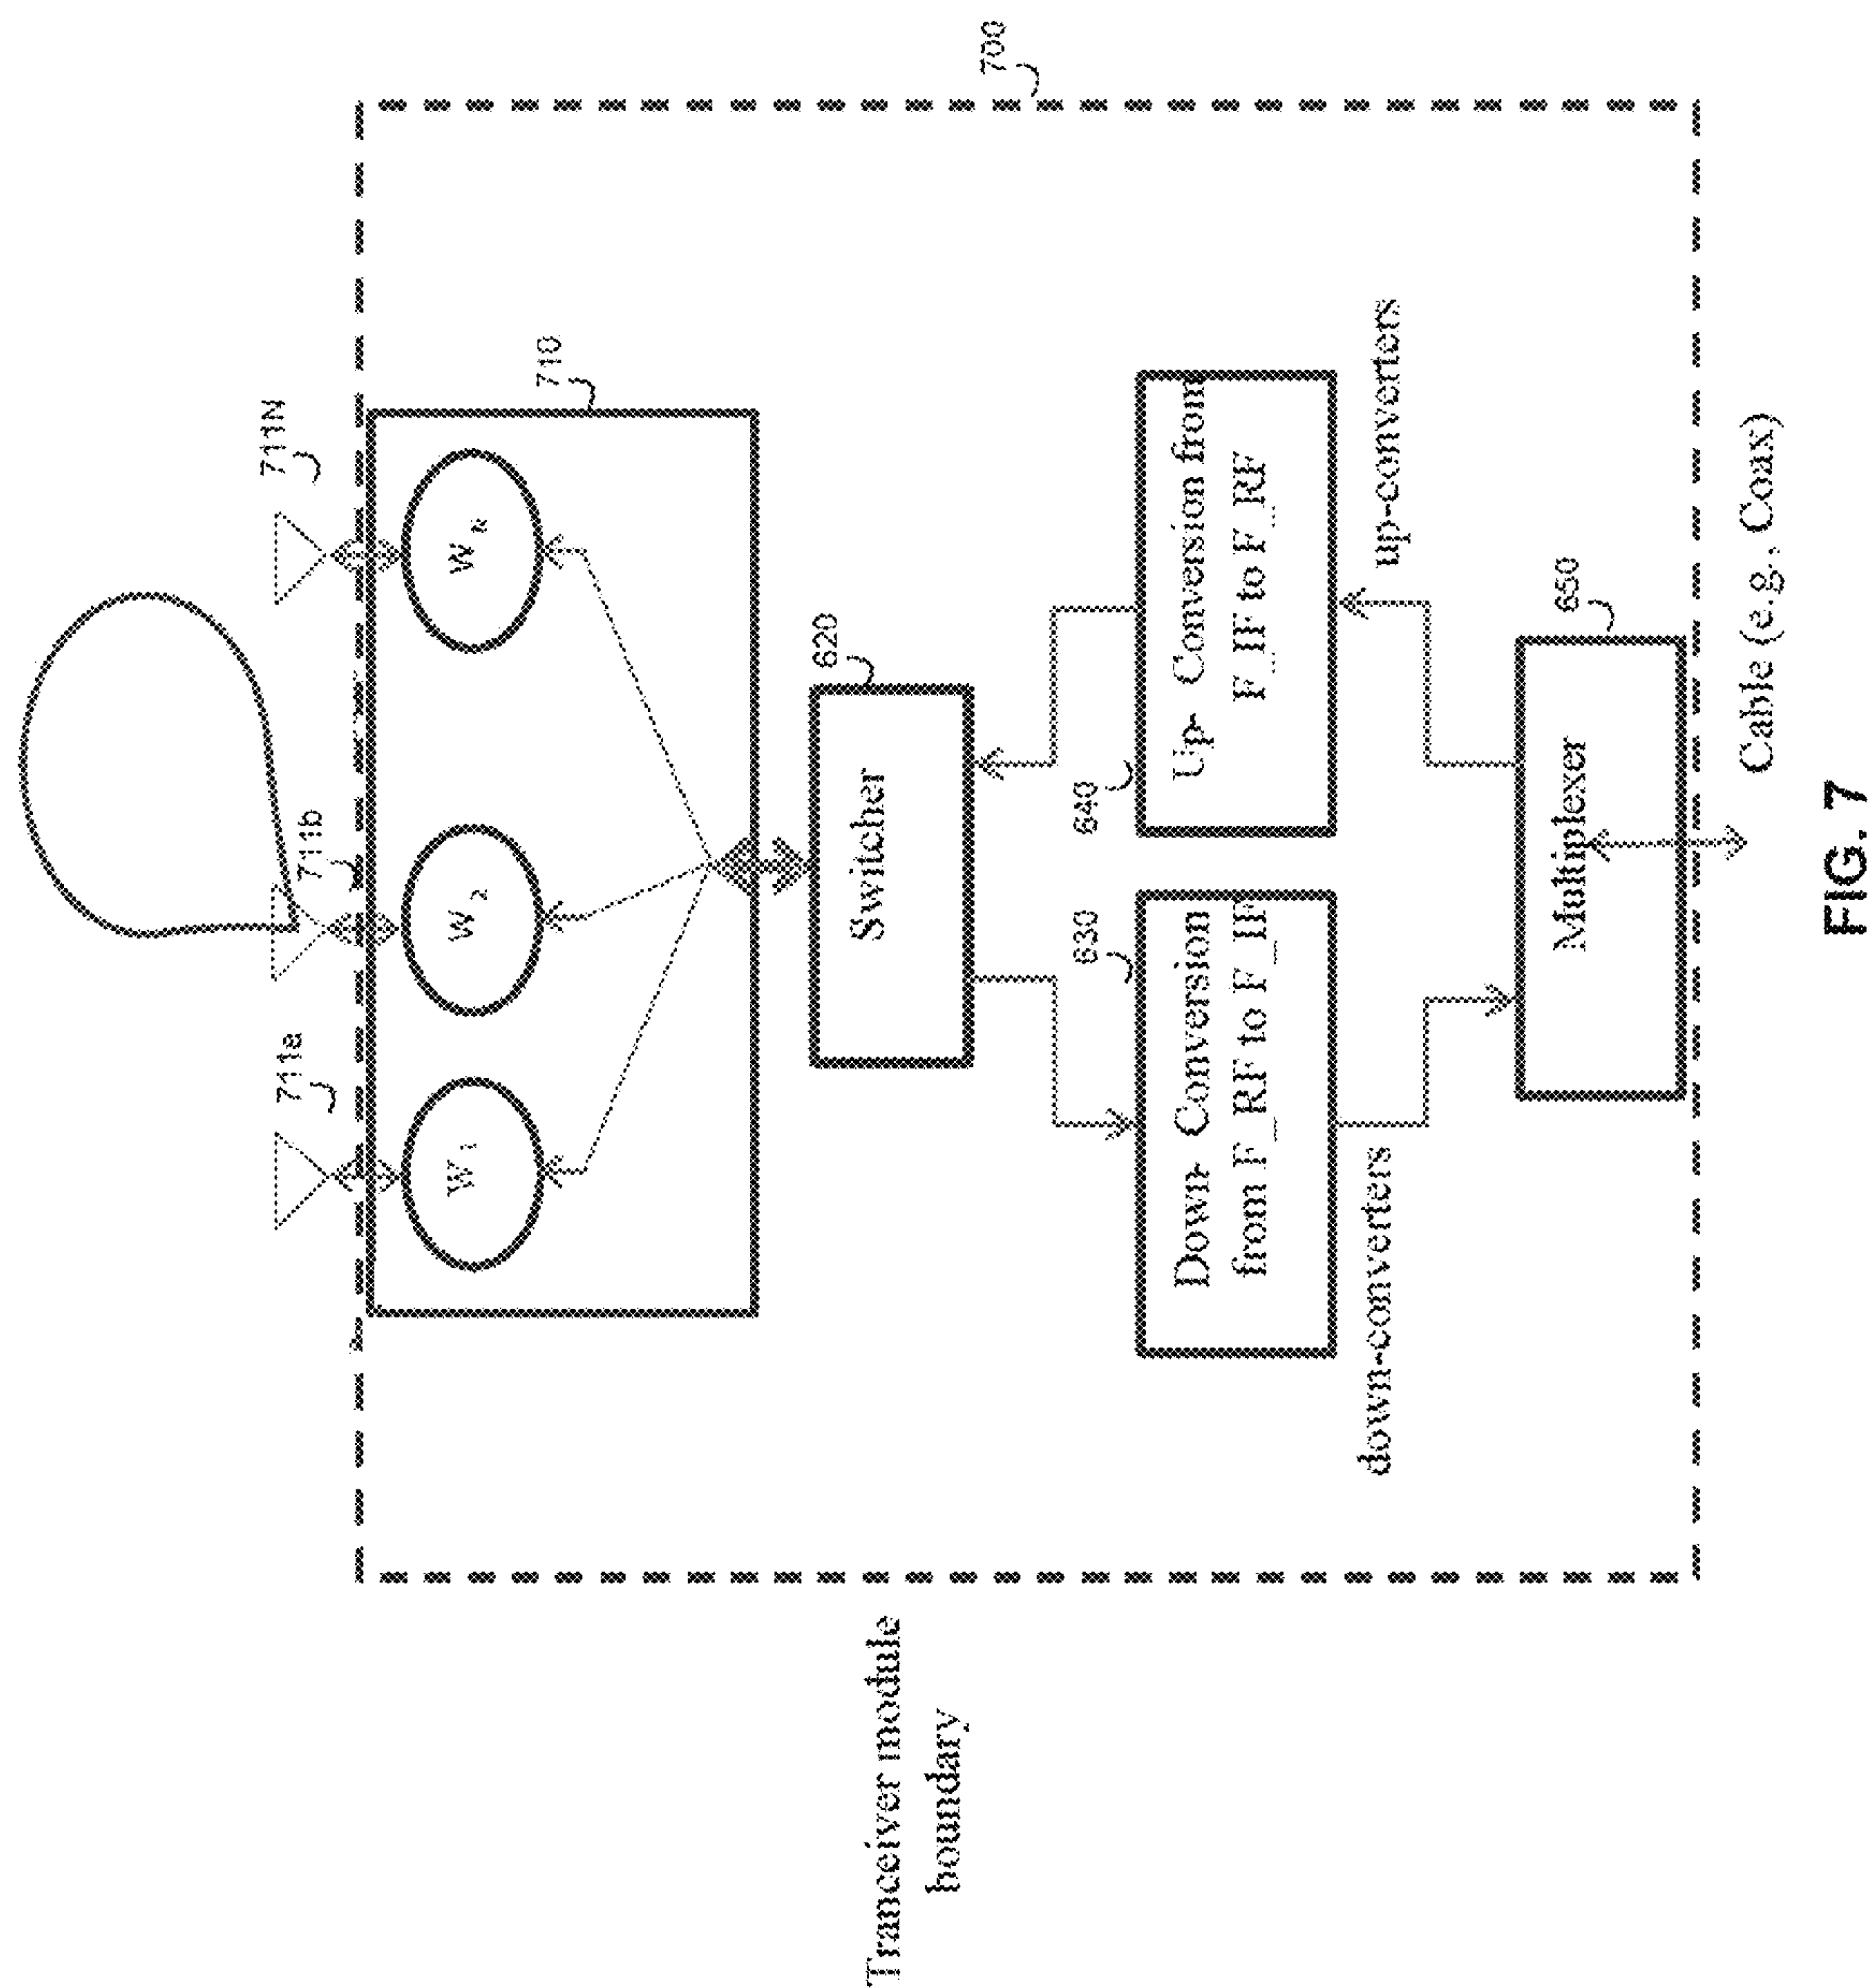 700
711a
711b
711N
710
W 1
W 2
W N
620
Switcher
630
640
Down- Conversion
from F_RF to F_IF
Up- Conversion from
F_IF to F_RF
down-converters
up-converters
650
Multiplexer
Cable (e.g., Coax)
Tranceiver module
boundary
FIG. 7